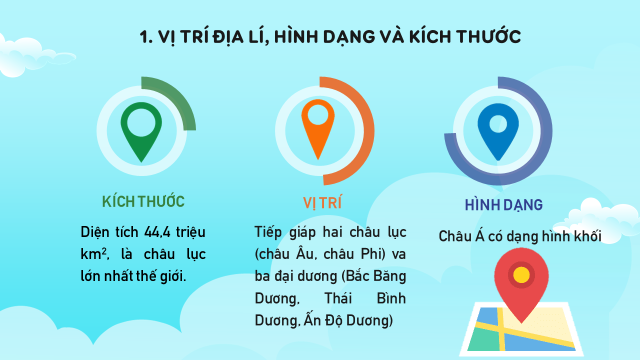 1. VỊ TRÍ ĐỊA LÍ, HÌNH DẠNG VÀ KÍCH THƯỚC
KÍCH THƯỚC
Diện tích 44,4 triệu
km², là châu lục
lớn nhất thế giới.
VỊ TRÍ
Tiếp giáp hai châu lục
(châu Âu, châu Phi) va
ba đại dương (Bắc Băng
Dương, Thái Bình
Dương, Ấn Độ Dương)
HÌNH DẠNG
Châu Á có dạng hình khối